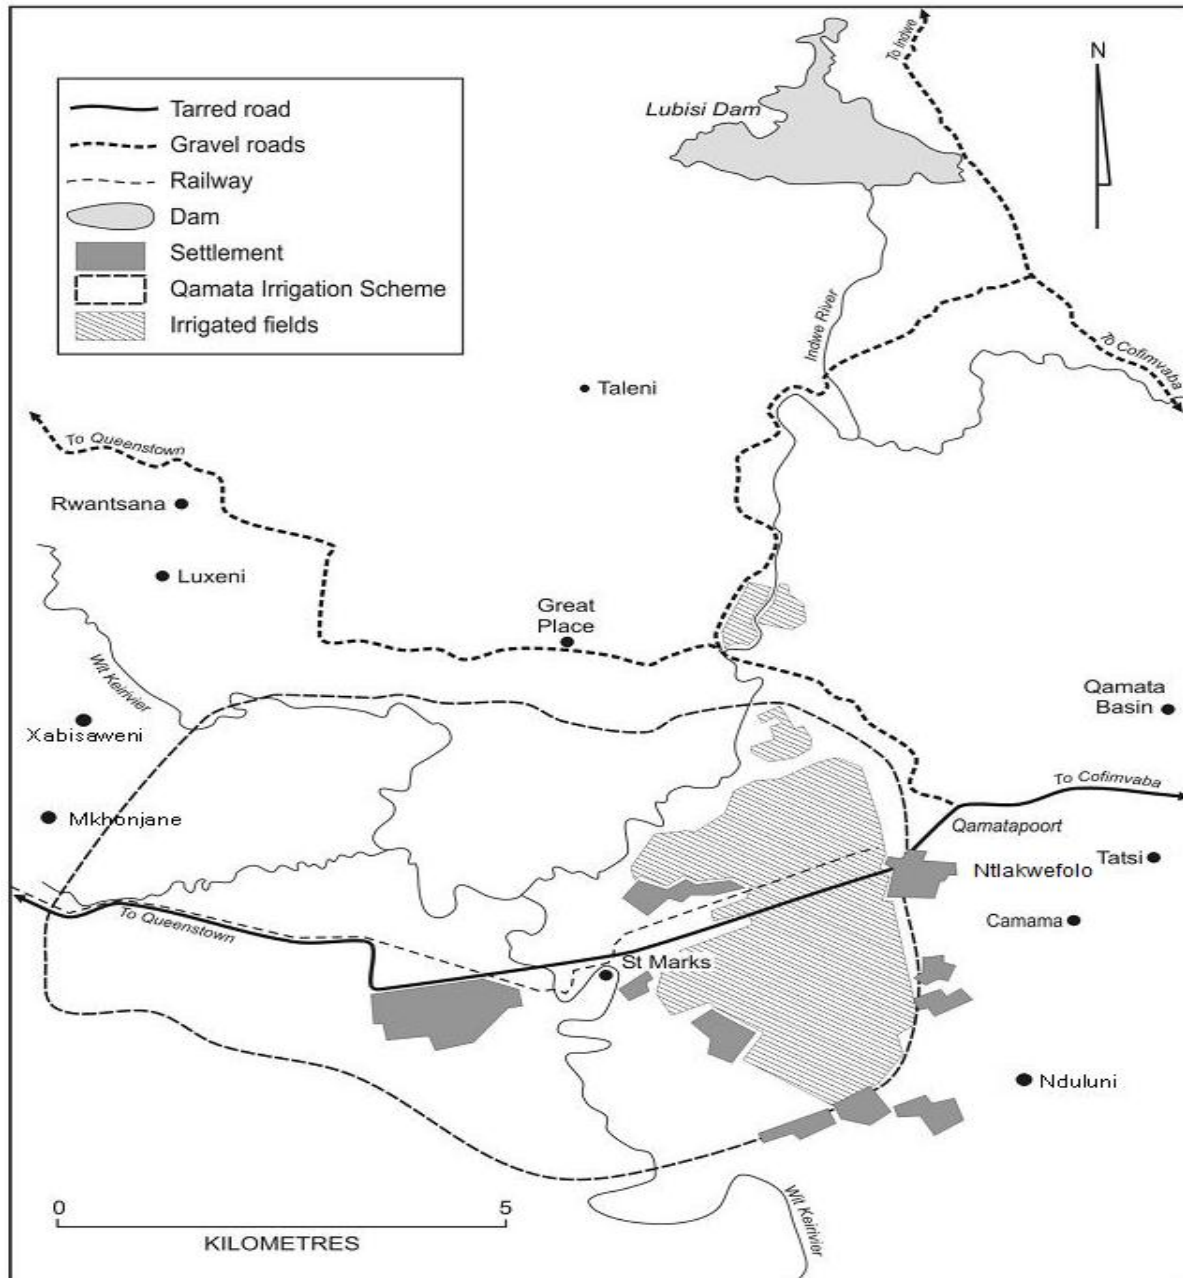 To Indwe
N
Lubisi Dam
Tarred road
Gravel roads
Railway
Dam
Settlement
Qamata Irrigation Scheme
Irrigated fields
Indwe River
To Cofimvaba
Taleni
To Queenstown
Rwantsana
Luxeni
Great
Place
Wit Keirivier
Qamata
Basin
Xabisaweni
To Cofimvaba
Mkhonjane
Qamatapoort
Tatsi
Ntlakwefolo
To Queenstown
Camama
St Marks
Nduluni
Wit Keirivier
0 5
KILOMETRES